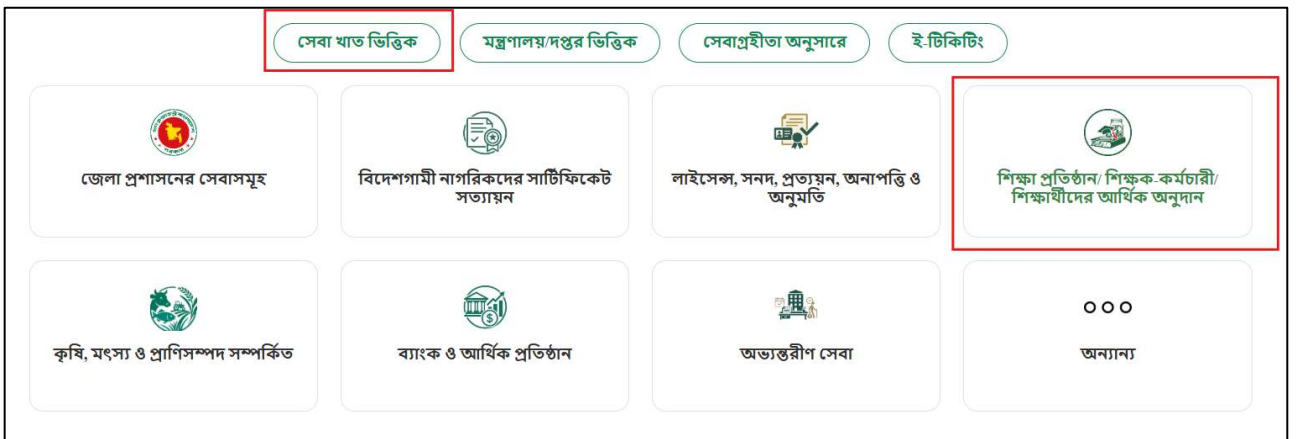 সেবা খাত ভিত্তিক
মন্ত্রণালয়/দপ্তর ভিত্তিক
সেবাগ্রহীতা অনুসারে
ই-টিকিটিং
জেলা প্রশাসনের সেবাসমূহ
বিদেশগামী নাগরিকদের সার্টিফিকেট
সত্যায়ন
লাইসেন্স, সনদ, প্রত্যয়ন, অনাপত্তি ও
অনুমতি
শিক্ষা প্রতিষ্ঠান/ শিক্ষক-কর্মচারী/
শিক্ষার্থীদের আর্থিক অনুদান
কৃষি, মৎস্য ও প্রাণিসম্পদ সম্পর্কিত
ব্যাংক ও আর্থিক প্রতিষ্ঠান
অভ্যন্তরীণ সেবা
অন্যান্য